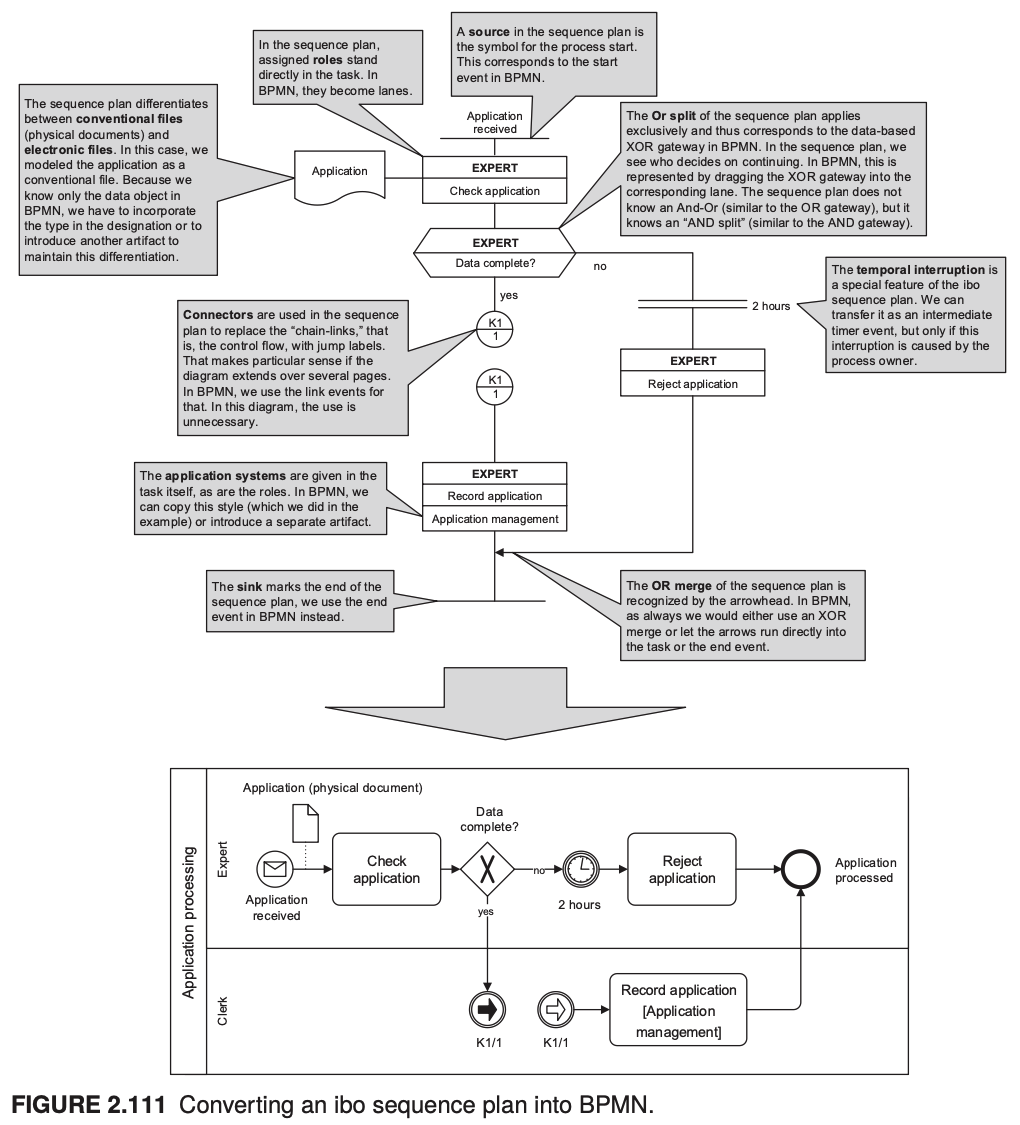 A source in the sequence plan is
the symbol for the process start.
This corresponds to the start
event in BPMN.
In the sequence plan,
assigned roles stand
directly in the task. In
BPMN, they become lanes.
The sequence plan differentiates
between conventional files
(physical documents) and
electronic files. In this case, we
modeled the application as a
conventional file. Because we
know only the data object in
BPMN, we have to incorporate
the type in the designation or to
introduce another artifact to
maintain this differentiation.
Application
received
The Or split of the sequence plan applies
exclusively and thus corresponds to the data-based
XOR gateway in BPMN. In the sequence plan, we
see who decides on continuing. In BPMN, this is
represented by dragging the XOR gateway into the
corresponding lane. The sequence plan does not
know an And-Or (similar to the OR gateway), but it
knows an “AND split” (similar to the AND gateway).
Application
EXPERT
Check application
EXPERT
Data complete?
no
yes
The temporal interruption is
a special feature of the ibo
sequence plan. We can
transfer it as an intermediate
timer event, but only if this
interruption is caused by the
process owner.
2 hours
Connectors are used in the sequence
plan to replace the “chain-links,” that
is, the control flow, with jump labels.
That makes particular sense if the
diagram extends over several pages.
In BPMN, we use the link events for
that. In this diagram, the use is
unnecessary.
K1
1
K1
1
EXPERT
Reject application
The application systems are given in the
task itself, as are the roles. In BPMN, we
can copy this style (which we did in the
example) or introduce a separate artifact.
EXPERT
Record application
Application management
The sink marks the end of the
sequence plan, we use the end
event in BPMN instead.
The OR merge of the sequence plan is
recognized by the arrowhead. In BPMN,
as always we would either use an XOR
merge or let the arrows run directly into
the task or the end event.
Application processing
Expert
Application (physical document)
Application
received
Check
application
Data
complete?
no
yes
2 hours
Reject
application
Application
processed
Clerk
K1/1
K1/1
Record application
[Application
management]
FIGURE 2.111 Converting an ibo sequence plan into BPMN.